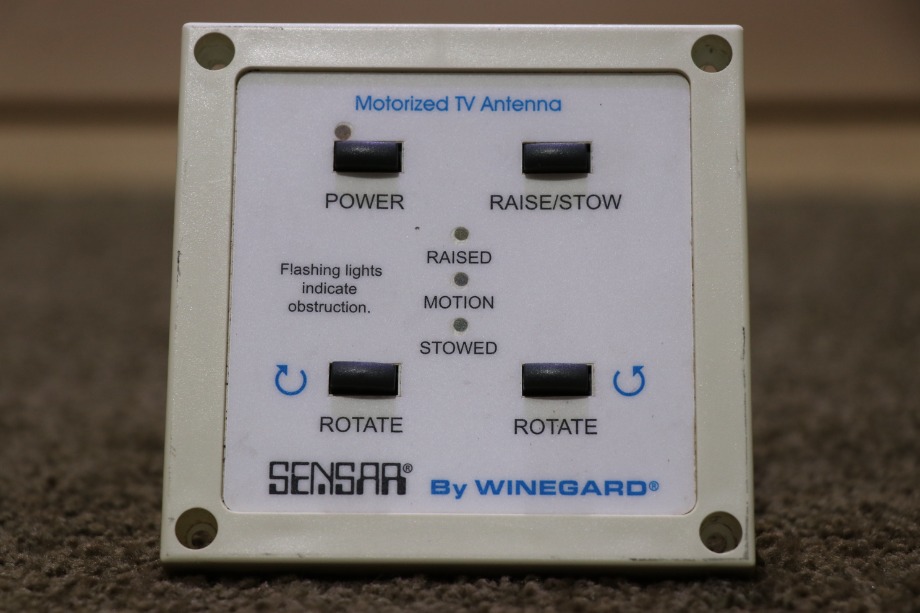 Motorized TV Antenna
POWER
RAISE/STOW
RAISED
Flashing lights
indicate
obstruction.
MOTION
STOWED
ROTATE
ROTATE
SENSAR®
By WINEGARD®